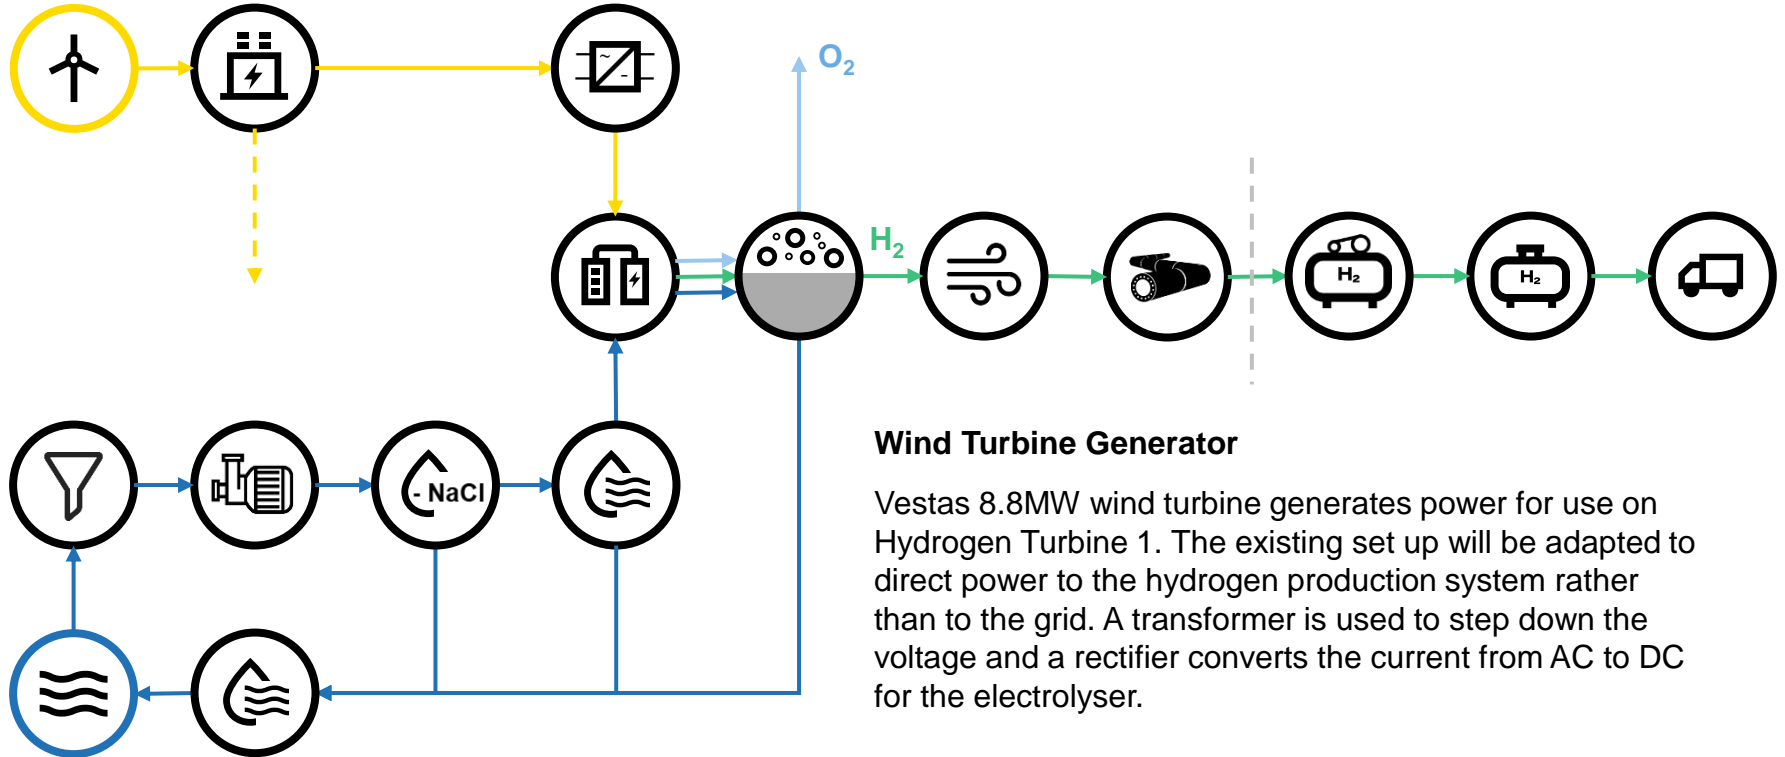 O₂
H₂
H₂
H₂
- NaCl
Wind Turbine Generator
Vestas 8.8MW wind turbine generates power for use on
Hydrogen Turbine 1. The existing set up will be adapted to
direct power to the hydrogen production system rather
than to the grid. A transformer is used to step down the
voltage and a rectifier converts the current from AC to DC
for the electrolyser.